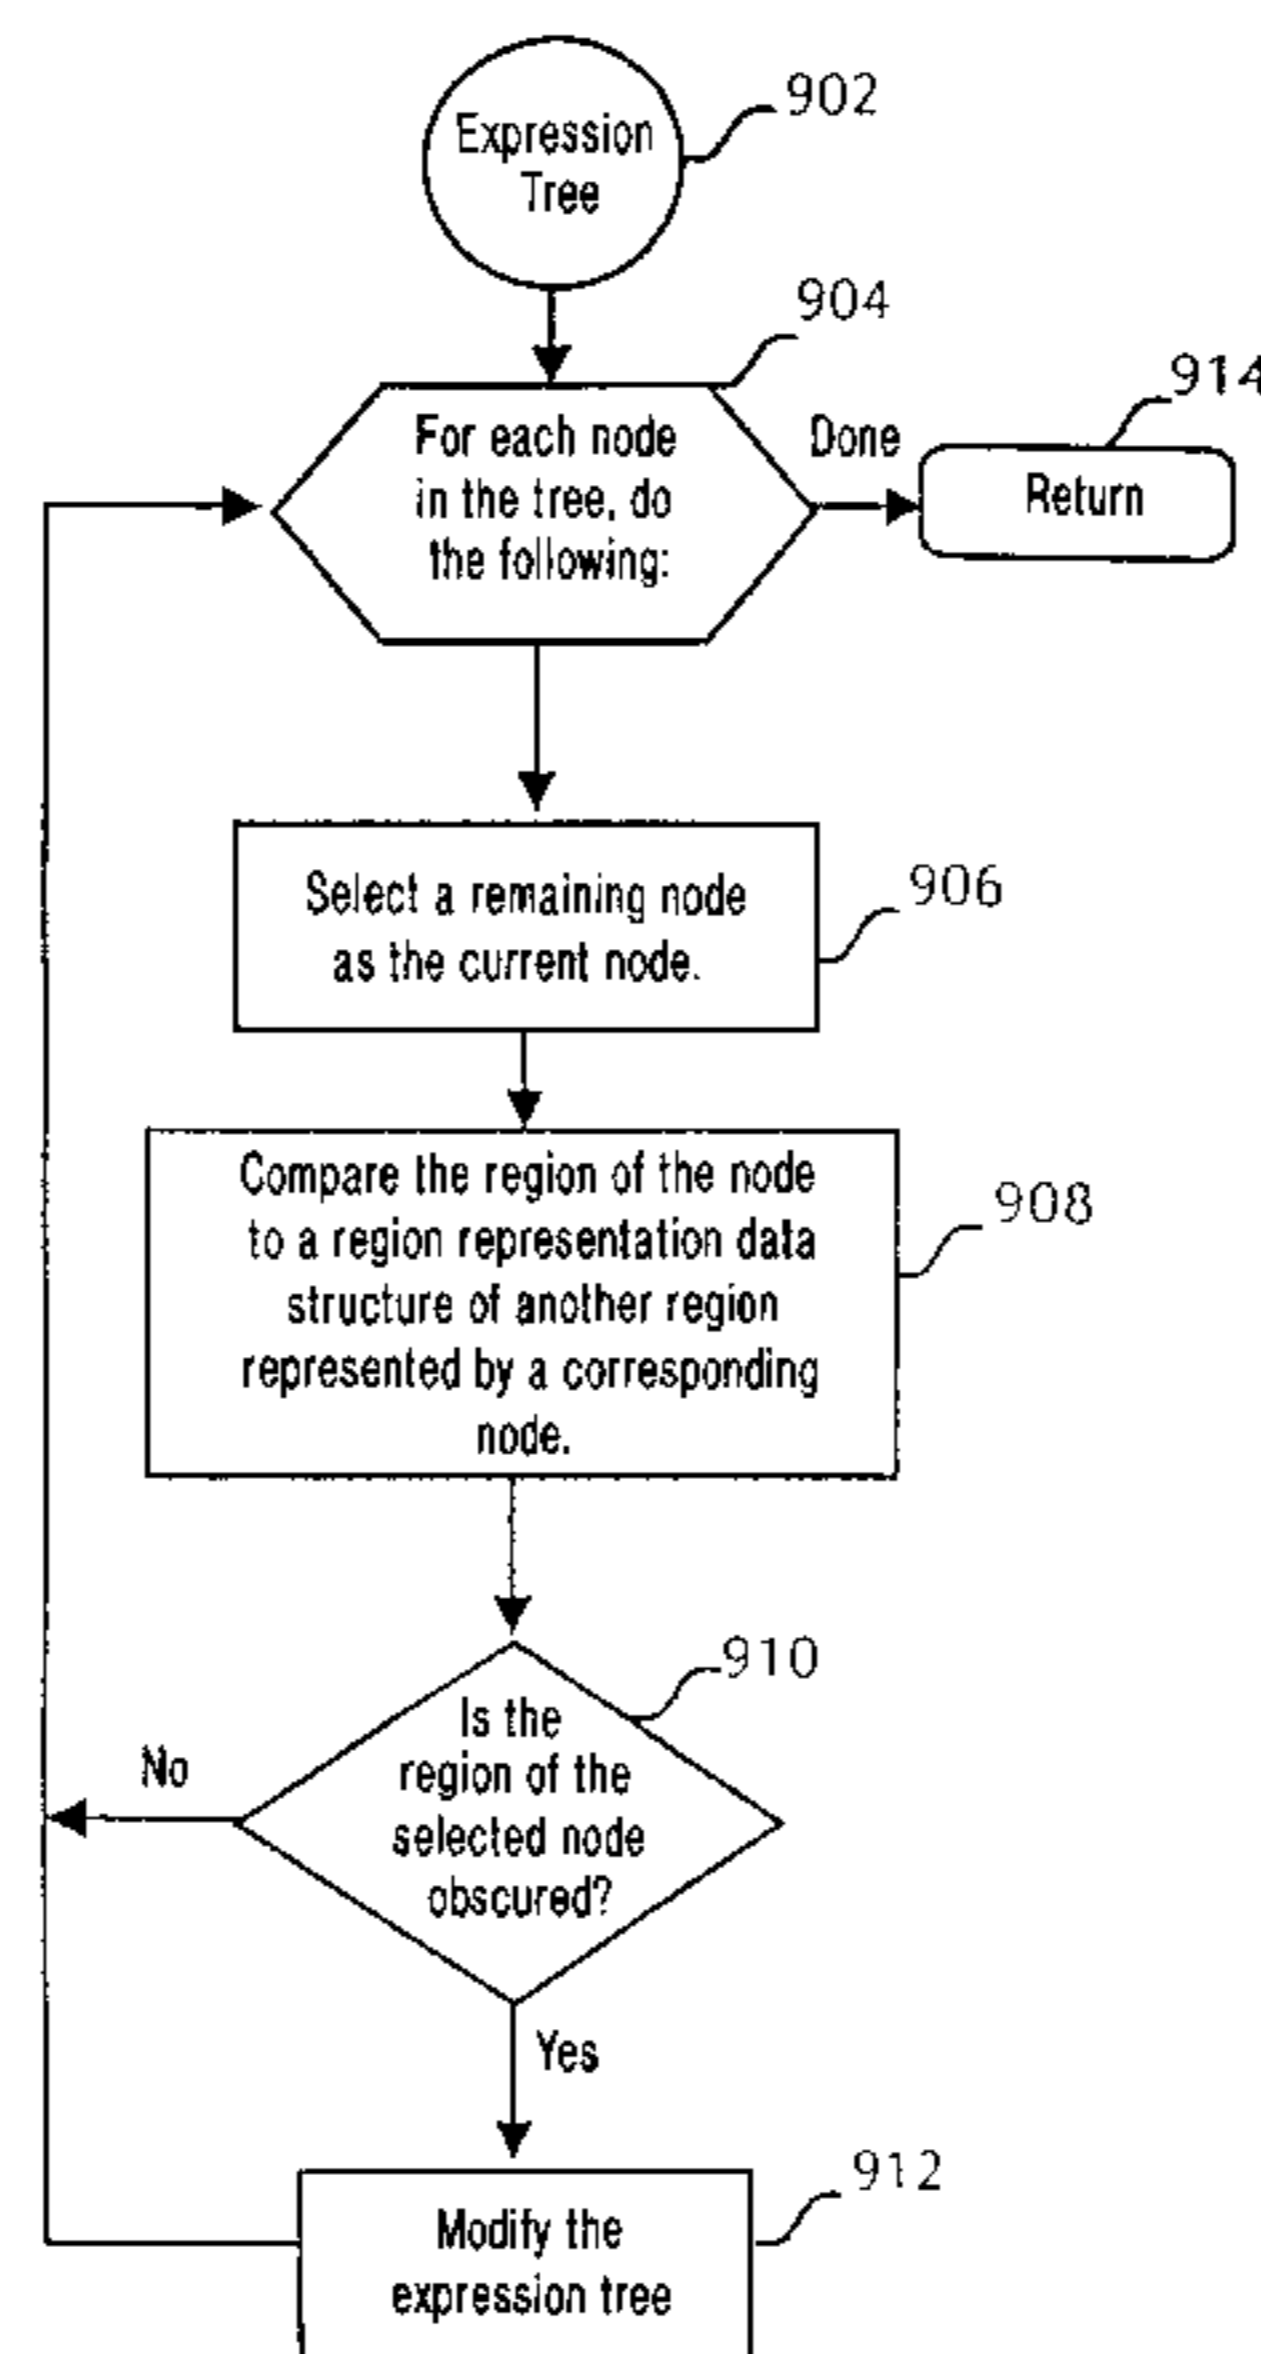 902
Expression
Tree
904
914
For each node
in the tree, do
the following:
Done
Return
Select a remaining node
as the current node.
906
Compare the region of the node
to a region representation data
structure of another region
represented by a corresponding
node.
908
910
Is the
region of the
selected node
obscured?
No
Yes
912
Modify the
expression tree